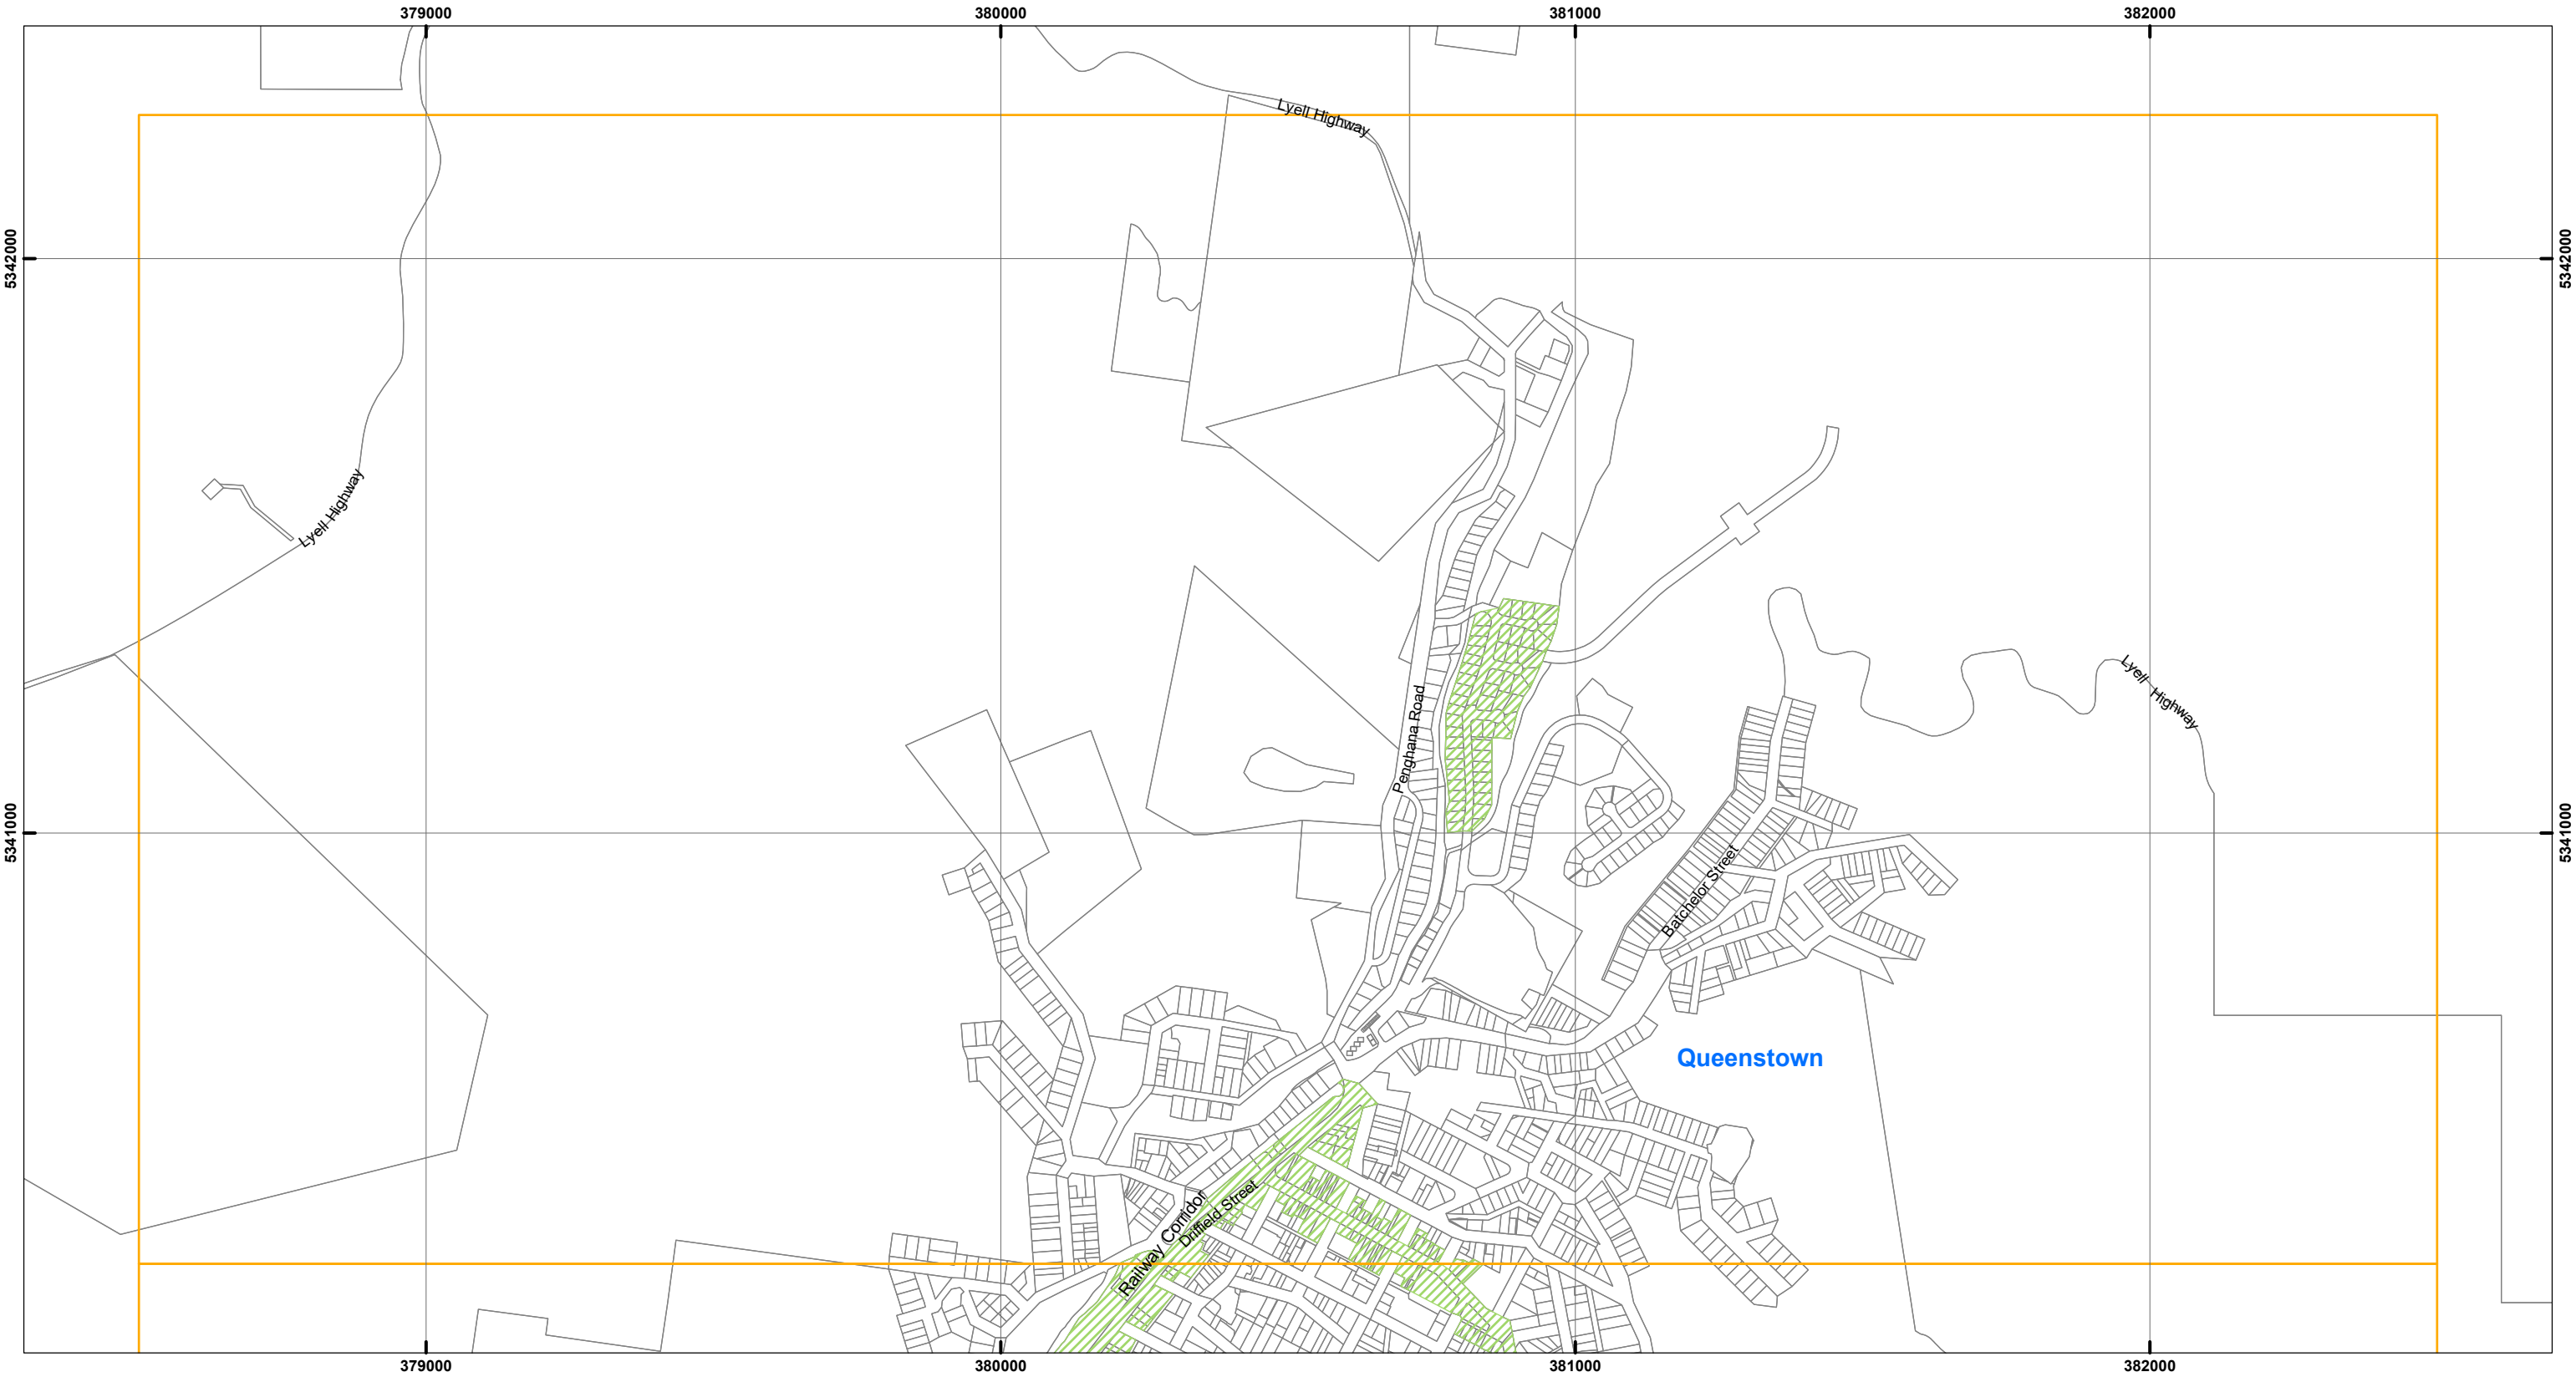 379000
380000
381000
382000
Lyell Highway
5342000
5342000
Lyell Highway
Lyell Highway
Penghana Road
5341000
5341000
Batchelor Street
Queenstown
Railway Corridor
Driffield Street
379000
380000
381000
382000